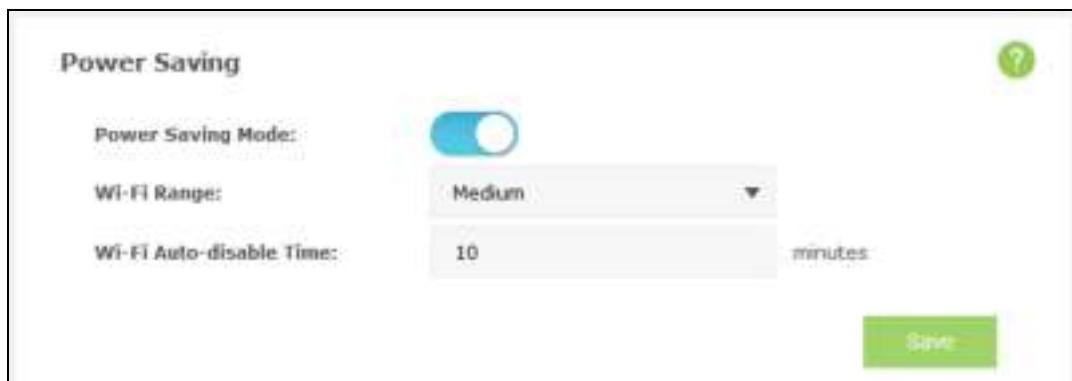 Power Saving
?
Power Saving Mode:
Wi-Fi Range: Medium
Wi-Fi Auto-disable Time: 10 minutes
Save